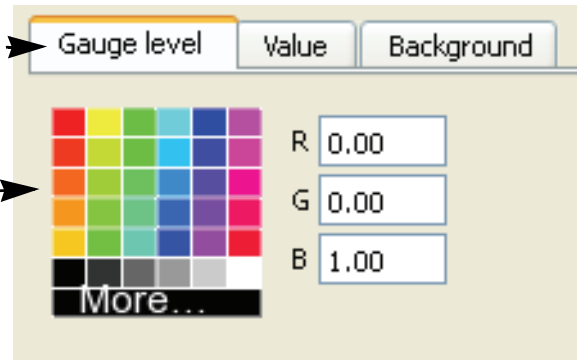 Gauge level Value Background
R 0.00
G 0.00
B 1.00
More...